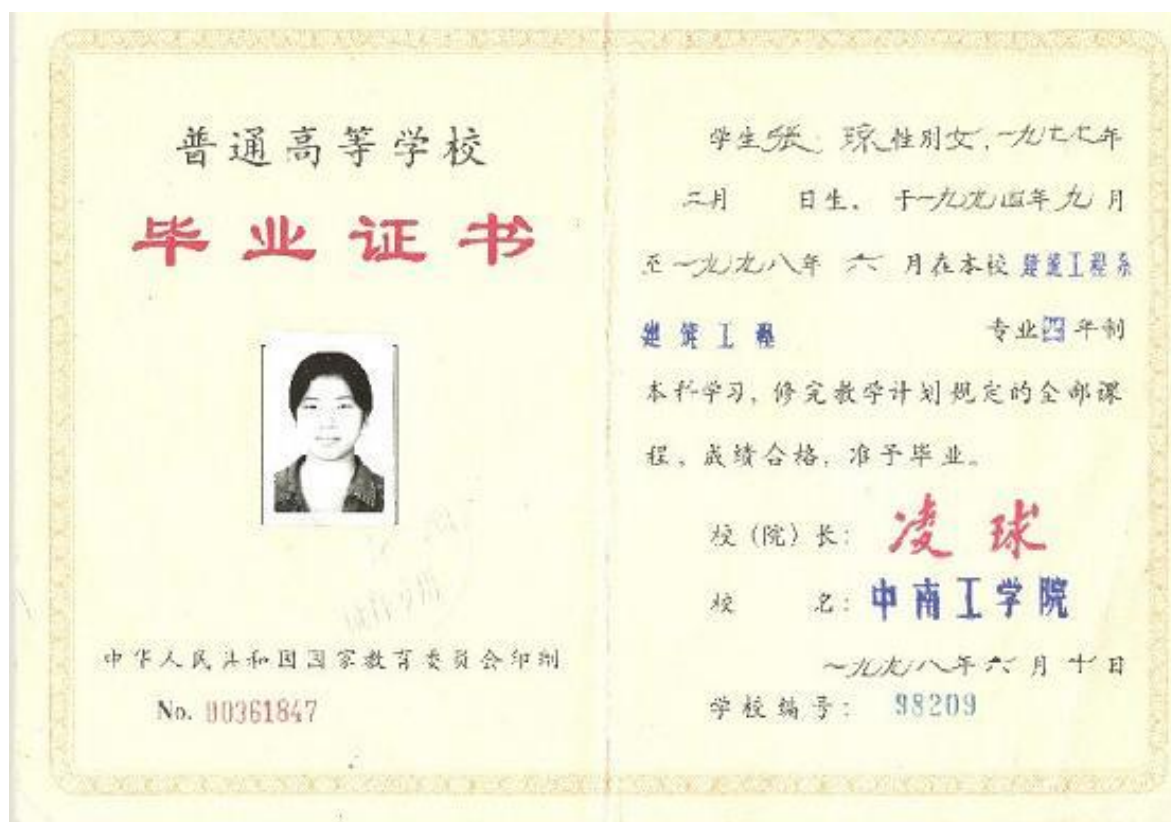 普通高等学校
毕业证书
中华人民共和国国家教育委员会印制
No. 90361847
学生张 琼性别女，一九七七年
二月 日生，于一九九四年九月
至一九九八年 六 月在本校 建筑工程系
建筑工程 专业四年制
本科学习，修完教学计划规定的全部课
程，成绩合格，准予毕业。
校（院）长：凌 球
校 名：中南工学院
一九九八年六月十日
学校编号： 98209